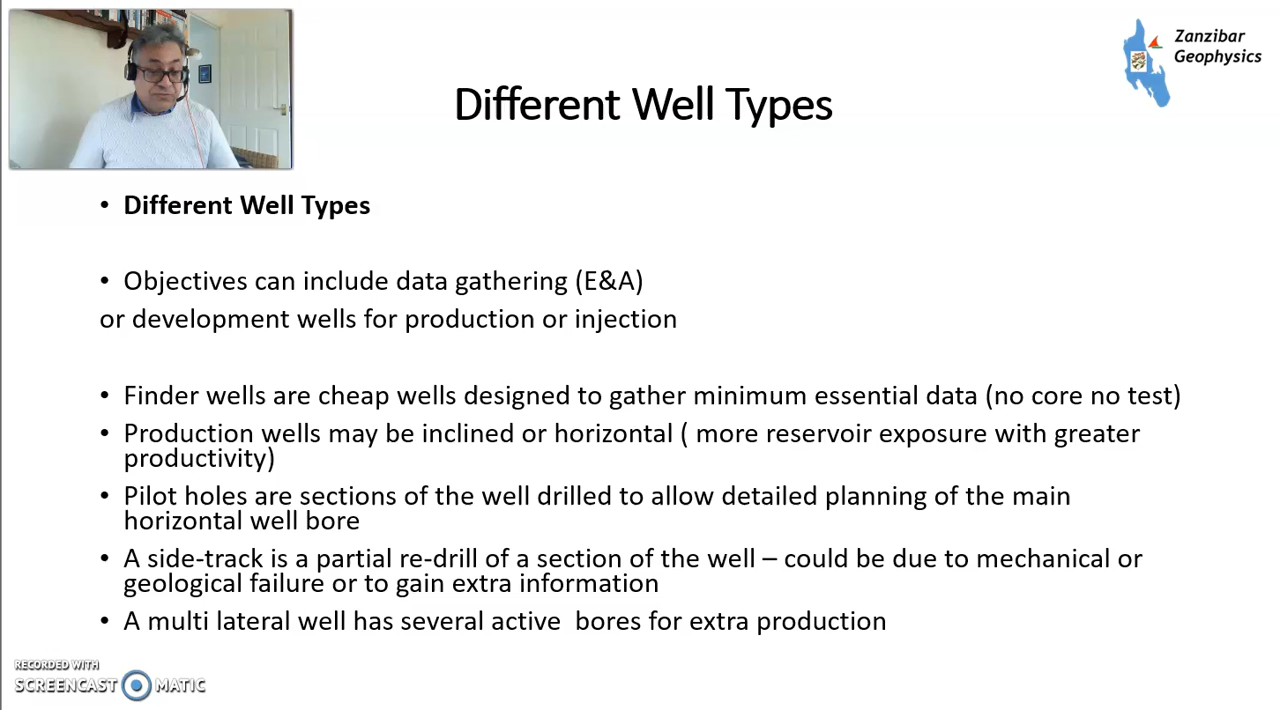 Zanzibar
Geophysics
Different Well Types
• Different Well Types
• Objectives can include data gathering (E&A)
or development wells for production or injection
• Finder wells are cheap wells designed to gather minimum essential data (no core no test)
• Production wells may be inclined or horizontal ( more reservoir exposure with greater
productivity)
• Pilot holes are sections of the well drilled to allow detailed planning of the main
horizontal well bore
• A side-track is a partial re-drill of a section of the well – could be due to mechanical or
geological failure or to gain extra information
• A multi lateral well has several active  bores for extra production
RECORDED WITH
SCREENCAST MATIC